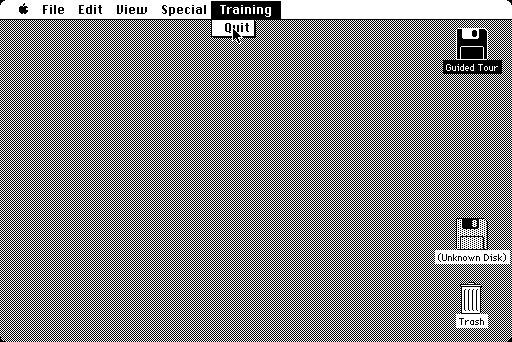 File Edit View Special Training
Quit
Guided Tour
(Unknown Disk)
Trash